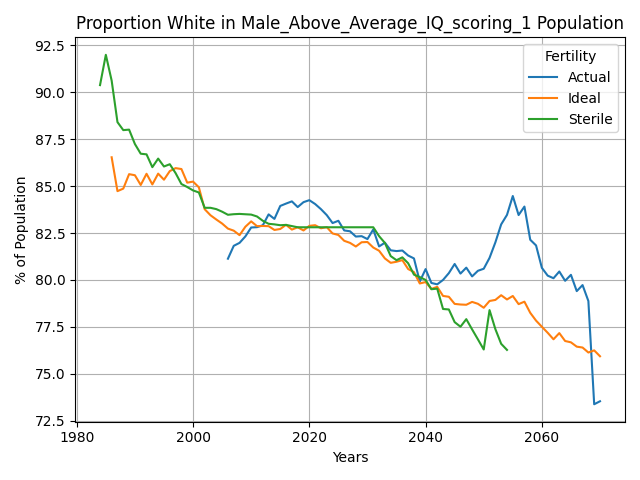 Proportion White in Male_Above_Average_IQ_scoring_1 Population
Fertility
Actual
Ideal
Sterile
% of Population
92.5
90.0
87.5
85.0
82.5
80.0
77.5
75.0
72.5
1980
2000
2020
2040
2060
Years